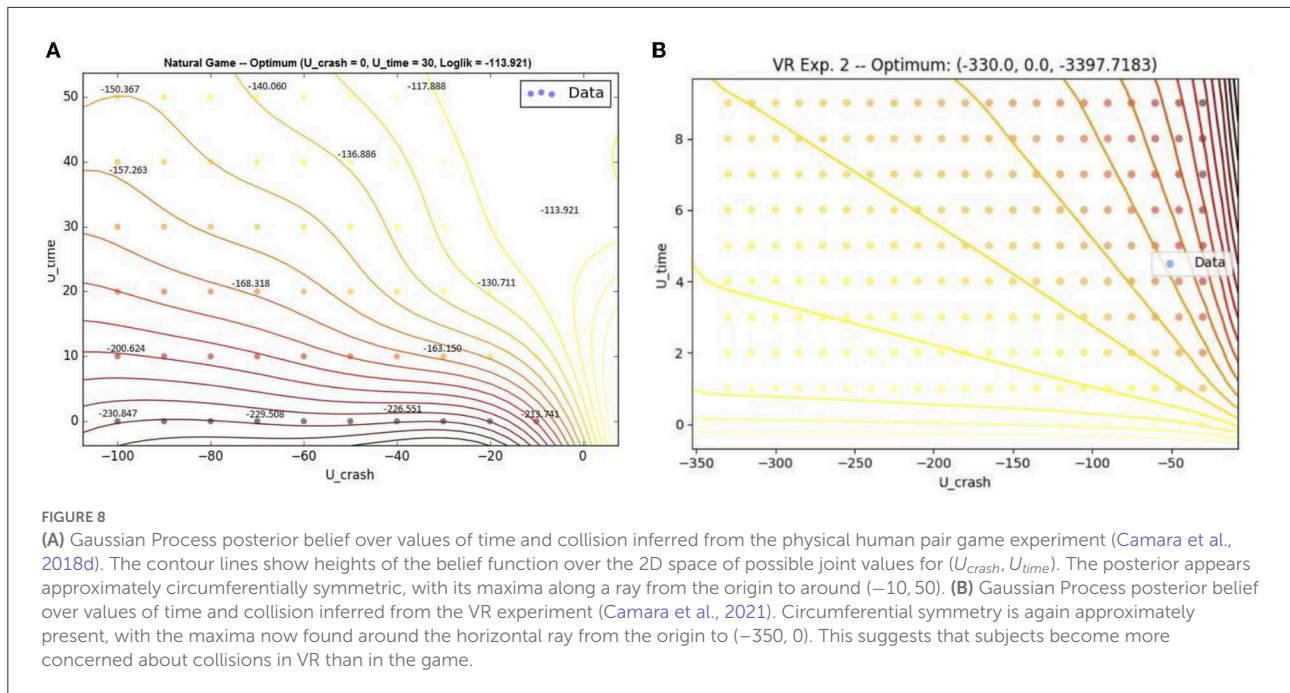 A
Natural Game -- Optimum (U_crash = 0, U_time = 30, Loglik = -113.921)
Data
U_time
50
40
30
20
10
0
-150.367
-140.060
-117.888
-136.886
-157.263
-113.921
-168.318
-130.711
-200.624
-163.150
-230.847
-229.508
-226.551
-213.741
−100
−80
−60
−40
−20
0
U_crash
B
VR Exp. 2 -- Optimum: (-330.0, 0.0, -3397.7183)
U_time
8
6
4
2
0
Data
−350
−300
−250
−200
−150
−100
−50
U_crash
FIGURE 8
(A) Gaussian Process posterior belief over values of time and collision inferred from the physical human pair game experiment (Camara et al.,
2018d). The contour lines show heights of the belief function over the 2D space of possible joint values for (U_crash, U_time). The posterior appears
approximately circumferentially symmetric, with its maxima along a ray from the origin to around (−10, 50). (B) Gaussian Process posterior belief
over values of time and collision inferred from the VR experiment (Camara et al., 2021). Circumferential symmetry is again approximately
present, with the maxima now found around the horizontal ray from the origin to (−350, 0). This suggests that subjects become more
concerned about collisions in VR than in the game.